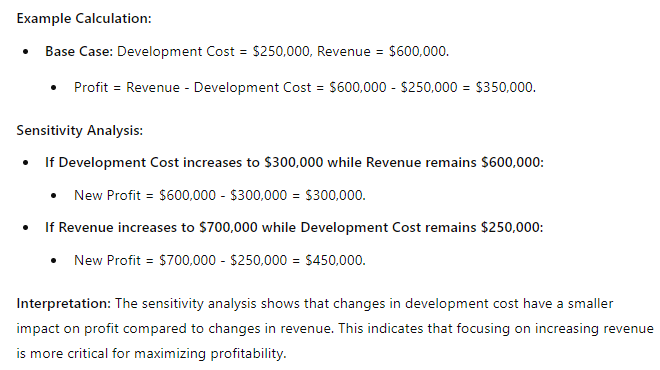 Example Calculation:
• Base Case: Development Cost = $250,000, Revenue = $600,000.
• Profit = Revenue - Development Cost = $600,000 - $250,000 = $350,000.
Sensitivity Analysis:
• If Development Cost increases to $300,000 while Revenue remains $600,000:
• New Profit = $600,000 - $300,000 = $300,000.
• If Revenue increases to $700,000 while Development Cost remains $250,000:
• New Profit = $700,000 - $250,000 = $450,000.
Interpretation: The sensitivity analysis shows that changes in development cost have a smaller
impact on profit compared to changes in revenue. This indicates that focusing on increasing revenue
is more critical for maximizing profitability.